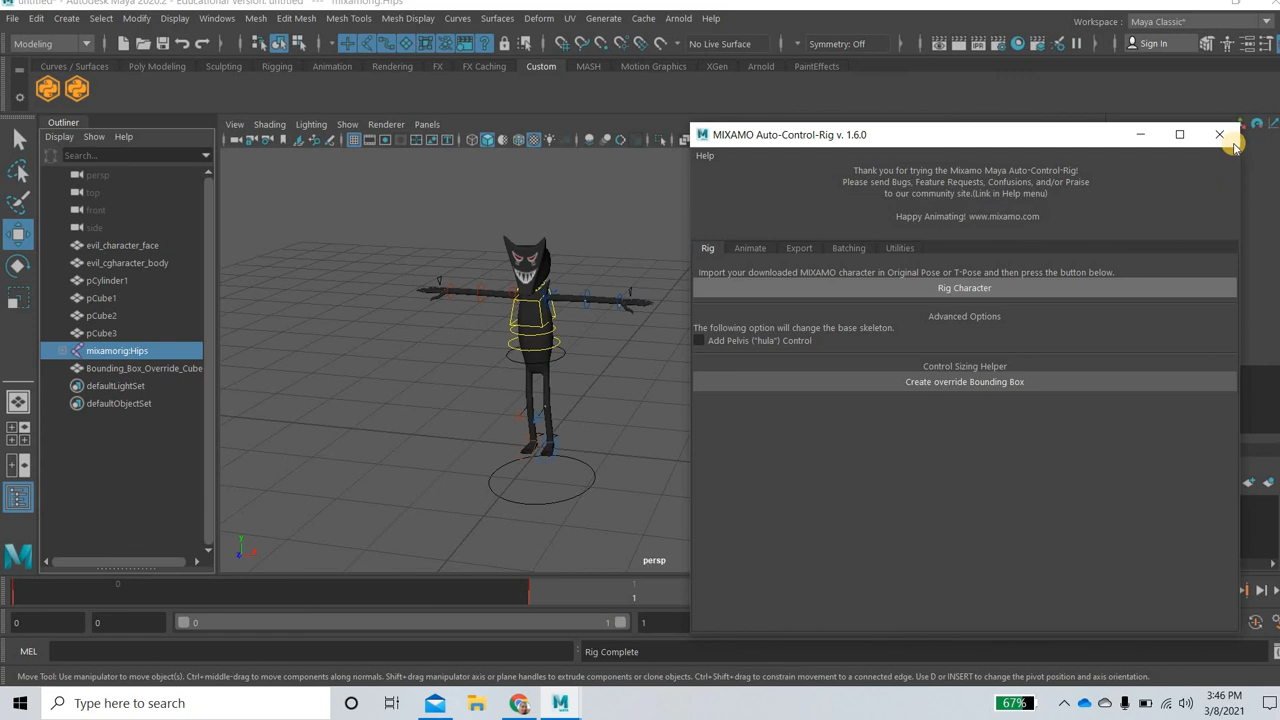 untitled* - Autodesk Maya 2020.2 - Educational Version: untitled --- mixamorig:Hips
File Edit Create Select Modify Display Windows Mesh Edit Mesh Mesh Tools Mesh Display Curves Surfaces Deform UV Generate Cache Arnold Help
Workspace : Maya Classic*
Modeling
No Live Surface
Symmetry: Off
Sign In
Curves / Surfaces Poly Modeling Sculpting Rigging Animation Rendering FX FX Caching Custom MASH Motion Graphics XGen Arnold PaintEffects
Outliner
Display Show Help
Search...
persp
top
front
side
evil_character_face
evil_cgharacter_body
pCylinder1
pCube1
pCube2
pCube3
mixamorig:Hips
Bounding_Box_Override_Cube
defaultLightSet
defaultObjectSet
View Shading Lighting Show Renderer Panels
persp
MIXAMO Auto-Control-Rig v. 1.6.0
Help
Thank you for trying the Mixamo Maya Auto-Control-Rig!
Please send Bugs, Feature Requests, Confusions, and/or Praise
to our community site.(Link in Help menu)
Happy Animating! www.mixamo.com
Rig Animate Export Batching Utilities
Import your downloaded MIXAMO character in Original Pose or T-Pose and then press the button below.
Rig Character
Advanced Options
The following option will change the base skeleton.
Add Pelvis ("hula") Control
Control Sizing Helper
Create override Bounding Box
0 1
1
0 0 0 1 1
MEL
Rig Complete
Move Tool: Use manipulator to move object(s). Ctrl+middle-drag to move components along normals. Shift+drag manipulator axis or plane handles to extrude components or clone objects. Ctrl+Shift+drag to constrain movement to a connected edge. Use D or INSERT to change the pivot position and axis orientation.
Type here to search
67%
3:46 PM
3/8/2021